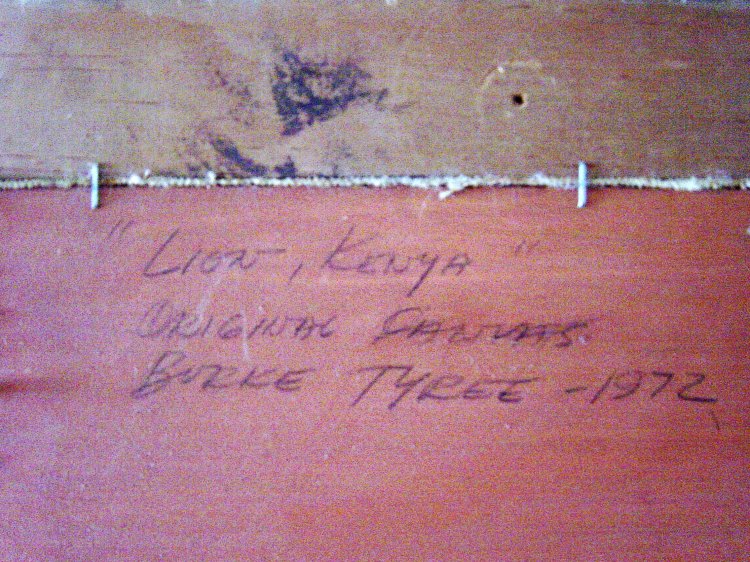 " LION, KENYA "
ORIGINAL CANVAS
BURKE TYREE - 1972